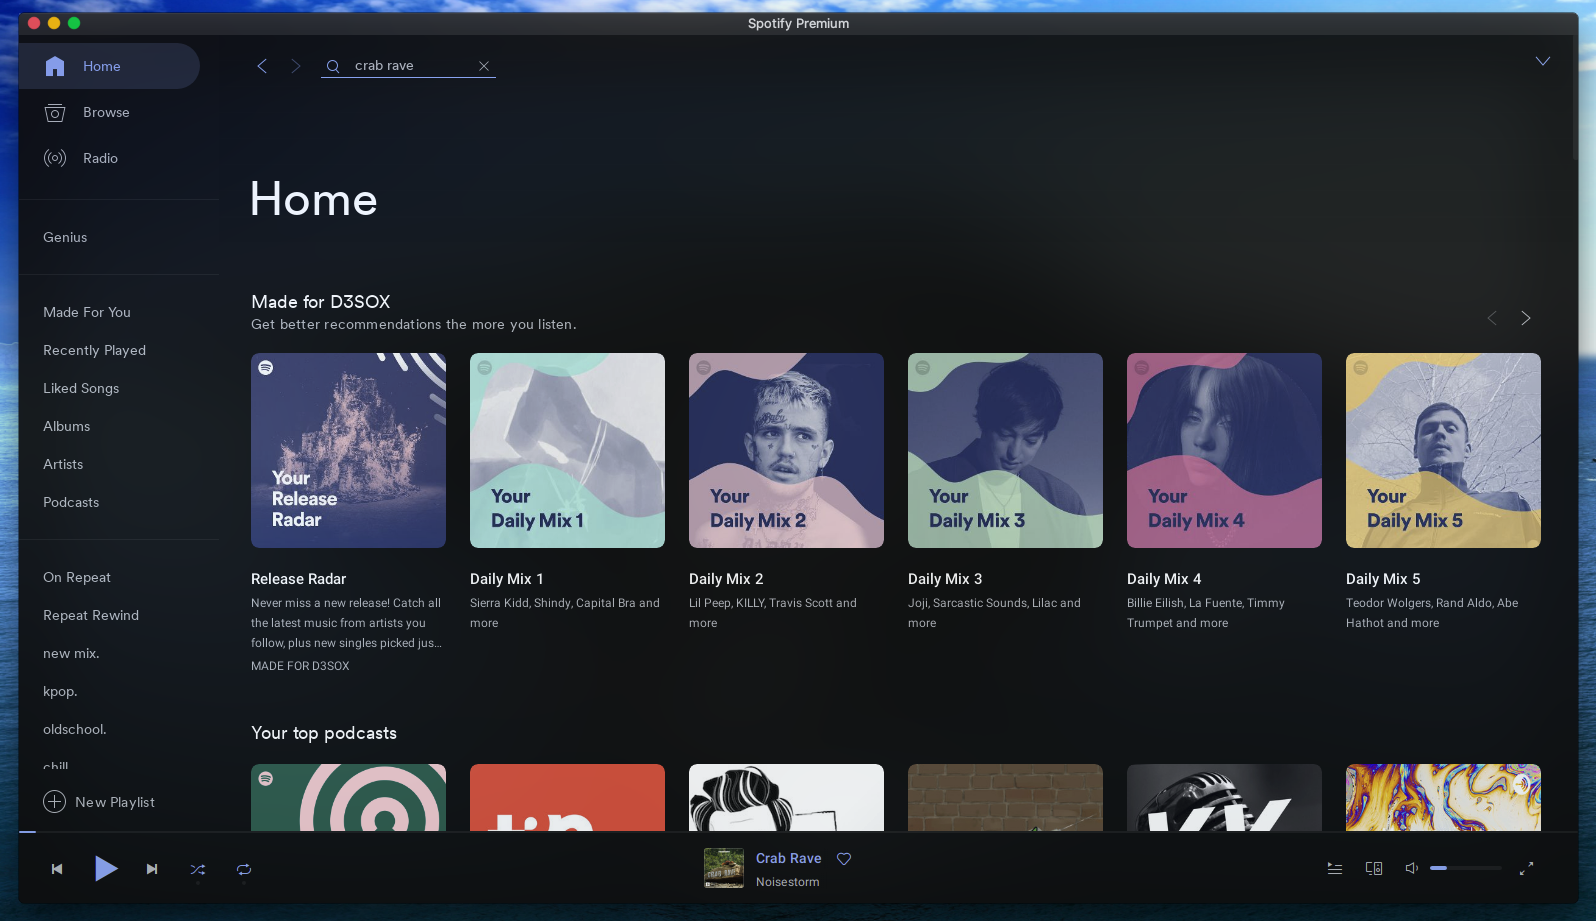 Spotify Premium
Home
Browse
Radio
Genius
Made For You
Recently Played
Liked Songs
Albums
Artists
Podcasts
On Repeat
Repeat Rewind
new mix.
kpop.
oldschool.
chill
New Playlist
crab rave
Home
Made for D3SOX
Get better recommendations the more you listen.
Your
Release
Radar
Your
Daily Mix 1
Your
Daily Mix 2
Your
Daily Mix 3
Your
Daily Mix 4
Your
Daily Mix 5
Release Radar
Never miss a new release! Catch all
the latest music from artists you
follow, plus new singles picked jus...
MADE FOR D3SOX
Daily Mix 1
Sierra Kidd, Shindy, Capital Bra and
more
Daily Mix 2
Lil Peep, KILLY, Travis Scott and
more
Daily Mix 3
Joji, Sarcastic Sounds, Lilac and
more
Daily Mix 4
Billie Eilish, La Fuente, Timmy
Trumpet and more
Daily Mix 5
Teodor Wolgers, Rand Aldo, Abe
Hathot and more
Your top podcasts
CRAB RAVE
Crab Rave
Noisestorm